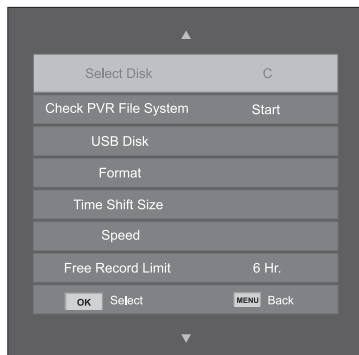 Select Disk C
Check PVR File System Start
USB Disk
Format
Time Shift Size
Speed
Free Record Limit 6 Hr.
OK Select MENU Back